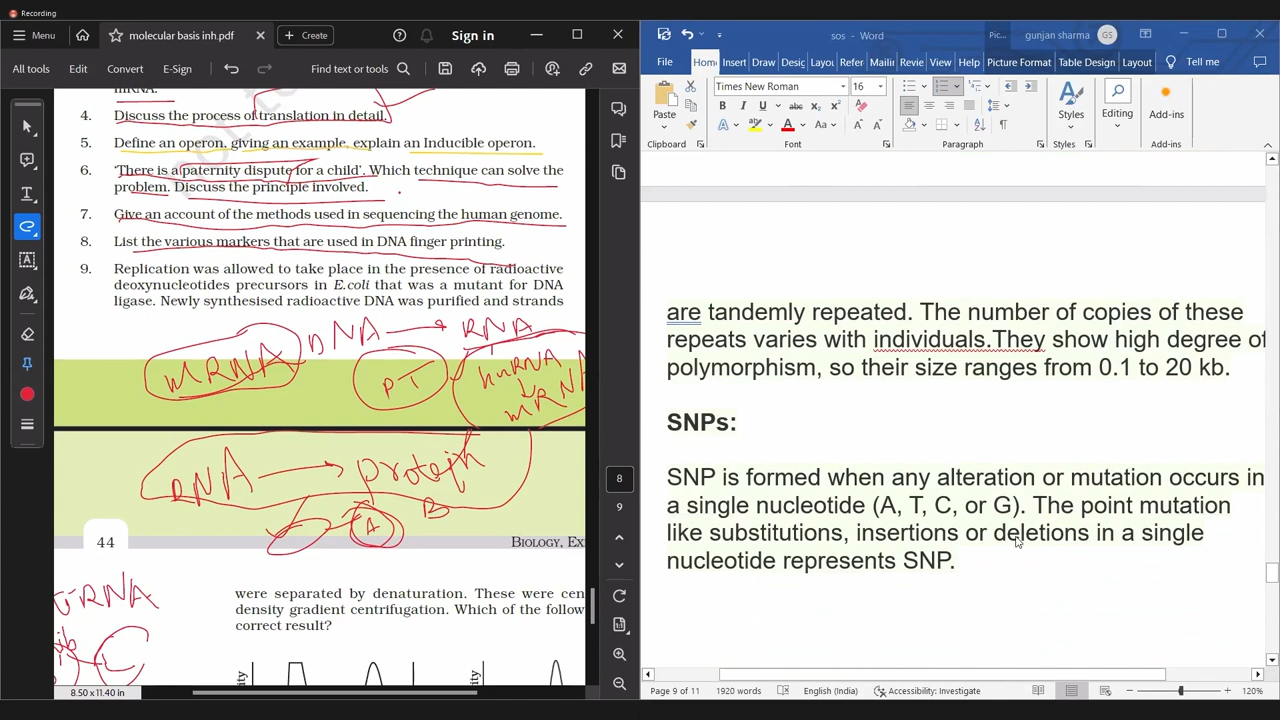 Recording
Menu
molecular basis inh.pdf
Create
Sign in
sos - Word
Pic...
gunjan sharma
GS
All tools
Edit
Convert
E-Sign
Find text or tools
File
Home
Insert
Draw
Desig
Layou
Refer
Mailin
Review
View
Help
Picture Format
Table Design
Layout
Tell me
Paste
Times New Roman
16
Styles
Editing
Add-ins
Clipboard
Font
Paragraph
Styles
Add-ins
mRNA.
4. Discuss the process of translation in detail.
5. Define an operon, giving an example, explain an Inducible operon.
6. 'There is a paternity dispute for a child'. Which technique can solve the
problem. Discuss the principle involved.
7. Give an account of the methods used in sequencing the human genome.
8. List the various markers that are used in DNA finger printing.
9. Replication was allowed to take place in the presence of radioactive
deoxynucleotides precursors in E.coli that was a mutant for DNA
ligase. Newly synthesised radioactive DNA was purified and strands
DNA → RNA
mRNA
PT
hnRNA
mRNA
RNA → protein
A
B
44
BIOLOGY, EX
tRNA
were separated by denaturation. These were cen
density gradient centrifugation. Which of the follow
correct result?
8
9
8.50 x 11.40 in
are tandemly repeated. The number of copies of these
repeats varies with individuals.They show high degree of
polymorphism, so their size ranges from 0.1 to 20 kb.
SNPs:
SNP is formed when any alteration or mutation occurs in
a single nucleotide (A, T, C, or G). The point mutation
like substitutions, insertions or deletions in a single
nucleotide represents SNP.
Page 9 of 11
1920 words
English (India)
Accessibility: Investigate
120%